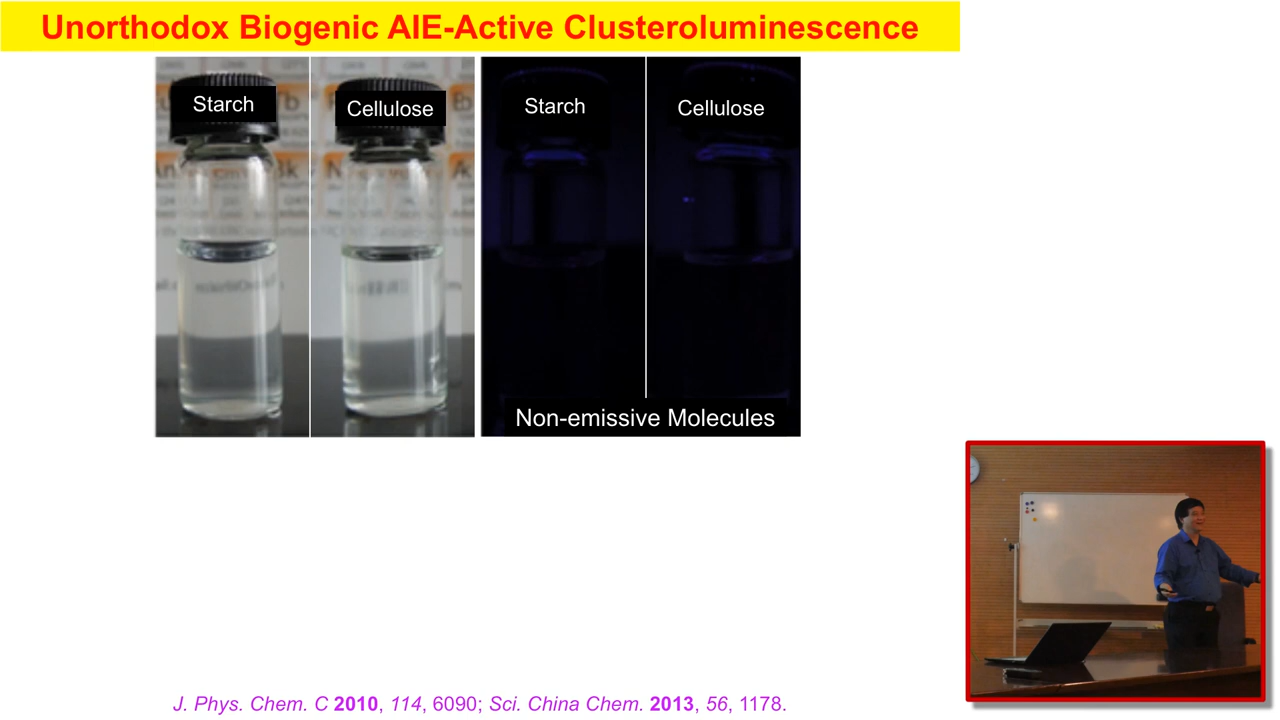 Unorthodox Biogenic AIE-Active Clusteroluminescence
Starch
Cellulose
Starch
Cellulose
Non-emissive Molecules
J. Phys. Chem. C 2010, 114, 6090; Sci. China Chem. 2013, 56, 1178.